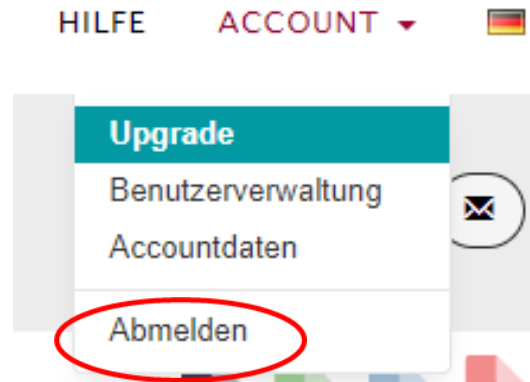 HILFE ACCOUNT
Upgrade
Benutzerverwaltung
Accountdaten
Abmelden